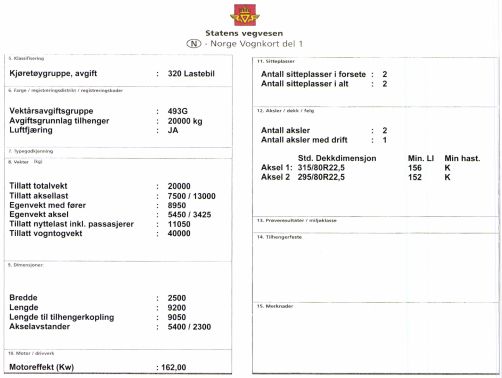 Statens vegvesen
N - Norge Vognkort del 1
5. Klassifisering
Kjøretøygruppe, avgift : 320 Lastebil
6. Farge / registreringsdistrikt / registreringskoder
Vektårsavgiftsgruppe : 493G
Avgiftsgrunnlag tilhenger : 20000 kg
Luftfjæring : JA
7. Typegodkjenning
8. Vekter (kg)
Tillatt totalvekt : 20000
Tillatt aksellast : 7500 / 13000
Egenvekt med fører : 8950
Egenvekt aksel : 5450 / 3425
Tillatt nyttelast inkl. passasjerer : 11050
Tillatt vogntogvekt : 40000
9. Dimensjoner
Bredde : 2500
Lengde : 9200
Lengde til tilhengerkopling : 9050
Akselavstander : 5400 / 2300
10. Motor / drivverk
Motoreffekt (Kw) : 162,00
11. Sitteplasser
Antall sitteplasser i forsete : 2
Antall sitteplasser i alt : 2
12. Aksler / dekk / felg
Antall aksler : 2
Antall aksler med drift : 1
Std. Dekkdimensjon Min. LI Min hast.
Aksel 1: 315/80R22,5 156 K
Aksel 2 295/80R22,5 152 K
13. Prøveresultater / miljøklasse
14. Tilhengerfeste
15. Merknader